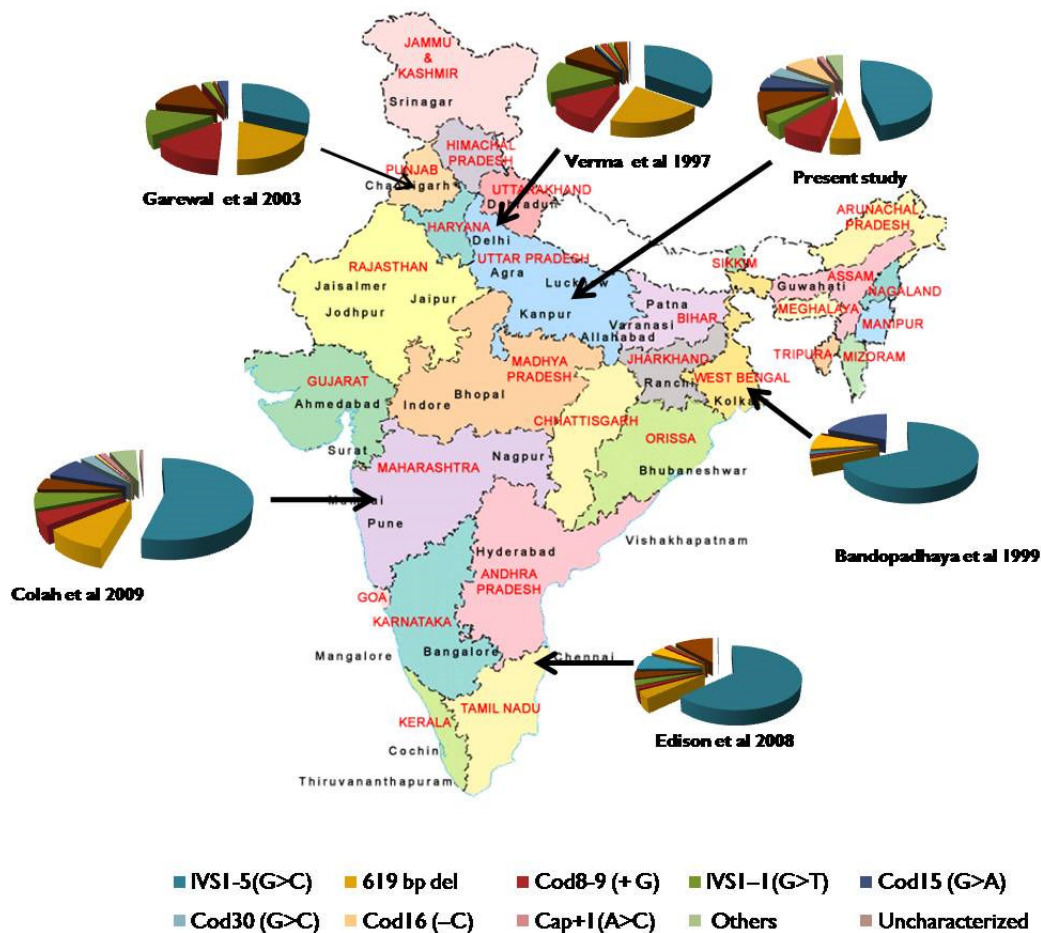 JAMMU
&
KASHMIR
Srinagar
HIMACHAL
PRADESH
Verma et al 1997
Present study
Garewal et al 2003
PUNJAB
Chandigarh
UTTARAKHAND
Dehradun
ARUNACHAL
PRADESH
HARYANA
Delhi
UTTAR PRADESH
SIKKIM
ASSAM
RAJASTHAN
Agra
Lucknow
Guwahati
NAGALAND
Jaisalmer
Jaipur
Patna
MEGHALAYA
Jodhpur
Kanpur
BIHAR
MANIPUR
Varanasi
Allahabad
TRIPURA
MIZORAM
GUJARAT
MADHYA
PRADESH
JHARKHAND
WEST BENGAL
Ahmedabad
Indore
Bhopal
Ranchi
Kolka
CHHATTISGARH
ORISSA
Surat
Nagpur
MAHARASHTRA
Bhubaneshwar
Mumbai
Pune
Vishakhapatnam
Bandopadhaya et al 1999
Hyderabad
ANDHRA
PRADESH
Colah et al 2009
GOA
KARNATAKA
Mangalore
Bangalore
Chennai
KERALA
TAMIL NADU
Edison et al 2008
Cochin
Thiruvananthapuram
IVS1-5(G>C) 619 bp del Cod8-9 (+ G) IVS1–1(G>T) Cod15 (G>A)
Cod30 (G>C) Cod16 (–C) Cap+1(A>C) Others Uncharacterized